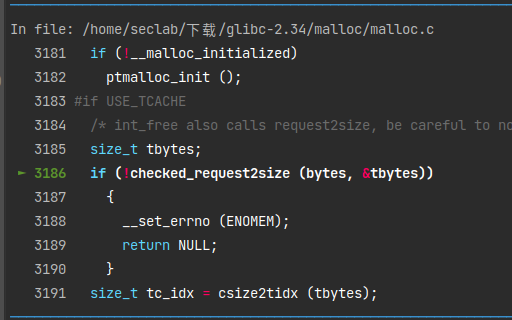 In file: /home/seclab/下载/glibc-2.34/malloc/malloc.c
3181 if (!__malloc_initialized)
3182 ptmalloc_init ();
3183 #if USE_TCACHE
3184 /* int_free also calls request2size, be careful to no
3185 size_t tbytes;
► 3186 if (!checked_request2size (bytes, &tbytes))
3187 {
3188 __set_errno (ENOMEM);
3189 return NULL;
3190 }
3191 size_t tc_idx = csize2tidx (tbytes);